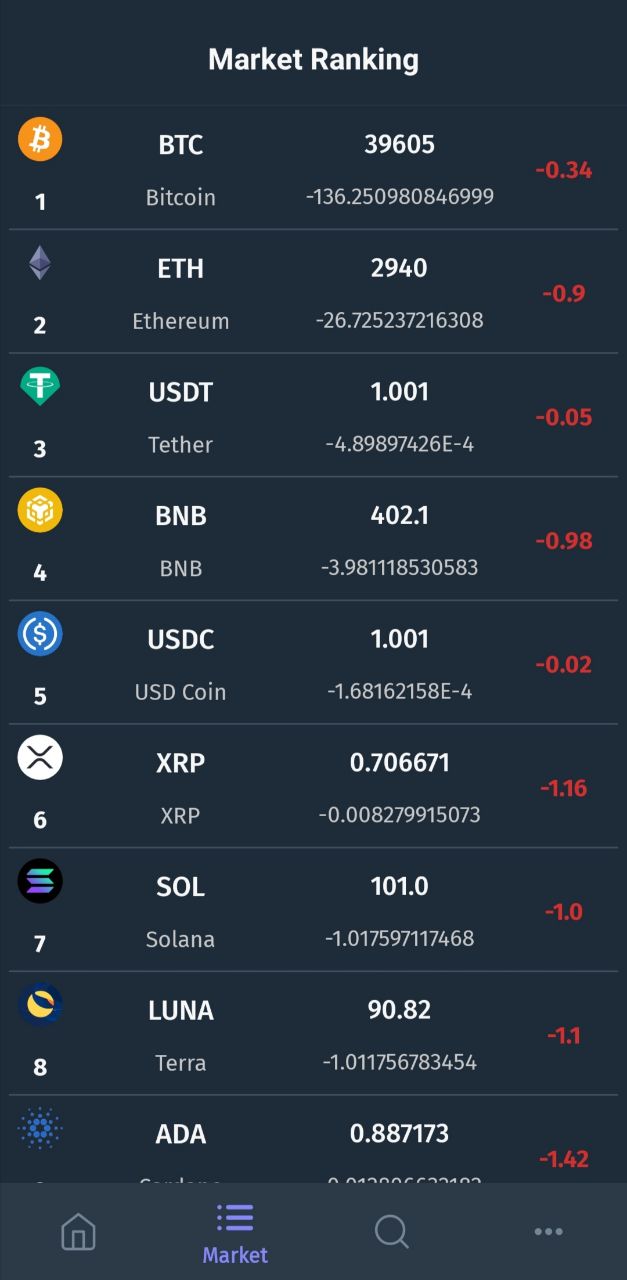 Market Ranking
BTC 39605
-0.34
1 Bitcoin -136.250980846999
ETH 2940
-0.9
2 Ethereum -26.725237216308
USDT 1.001
-0.05
3 Tether -4.89897426E-4
BNB 402.1
-0.98
4 BNB -3.981118530583
USDC 1.001
-0.02
5 USD Coin -1.68162158E-4
XRP 0.706671
-1.16
6 XRP -0.008279915073
SOL 101.0
-1.0
7 Solana -1.017597117468
LUNA 90.82
-1.1
8 Terra -1.011756783454
ADA 0.887173
-1.42
Market